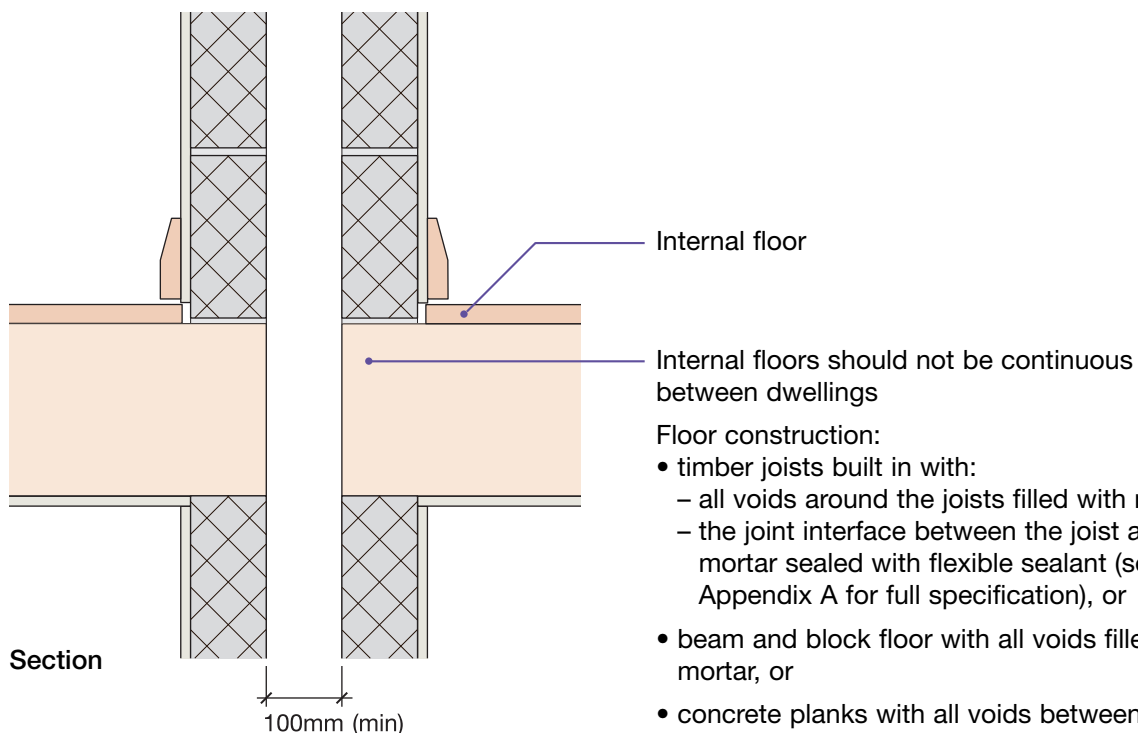 Internal floor
Internal floors should not be continuous
between dwellings
Floor construction:
• timber joists built in with:
– all voids around the joists filled with
– the joint interface between the joist
mortar sealed with flexible sealant
Appendix A for full specification), or
• beam and block floor with all voids
mortar, or
• concrete planks with all voids between
Section
100mm (min)